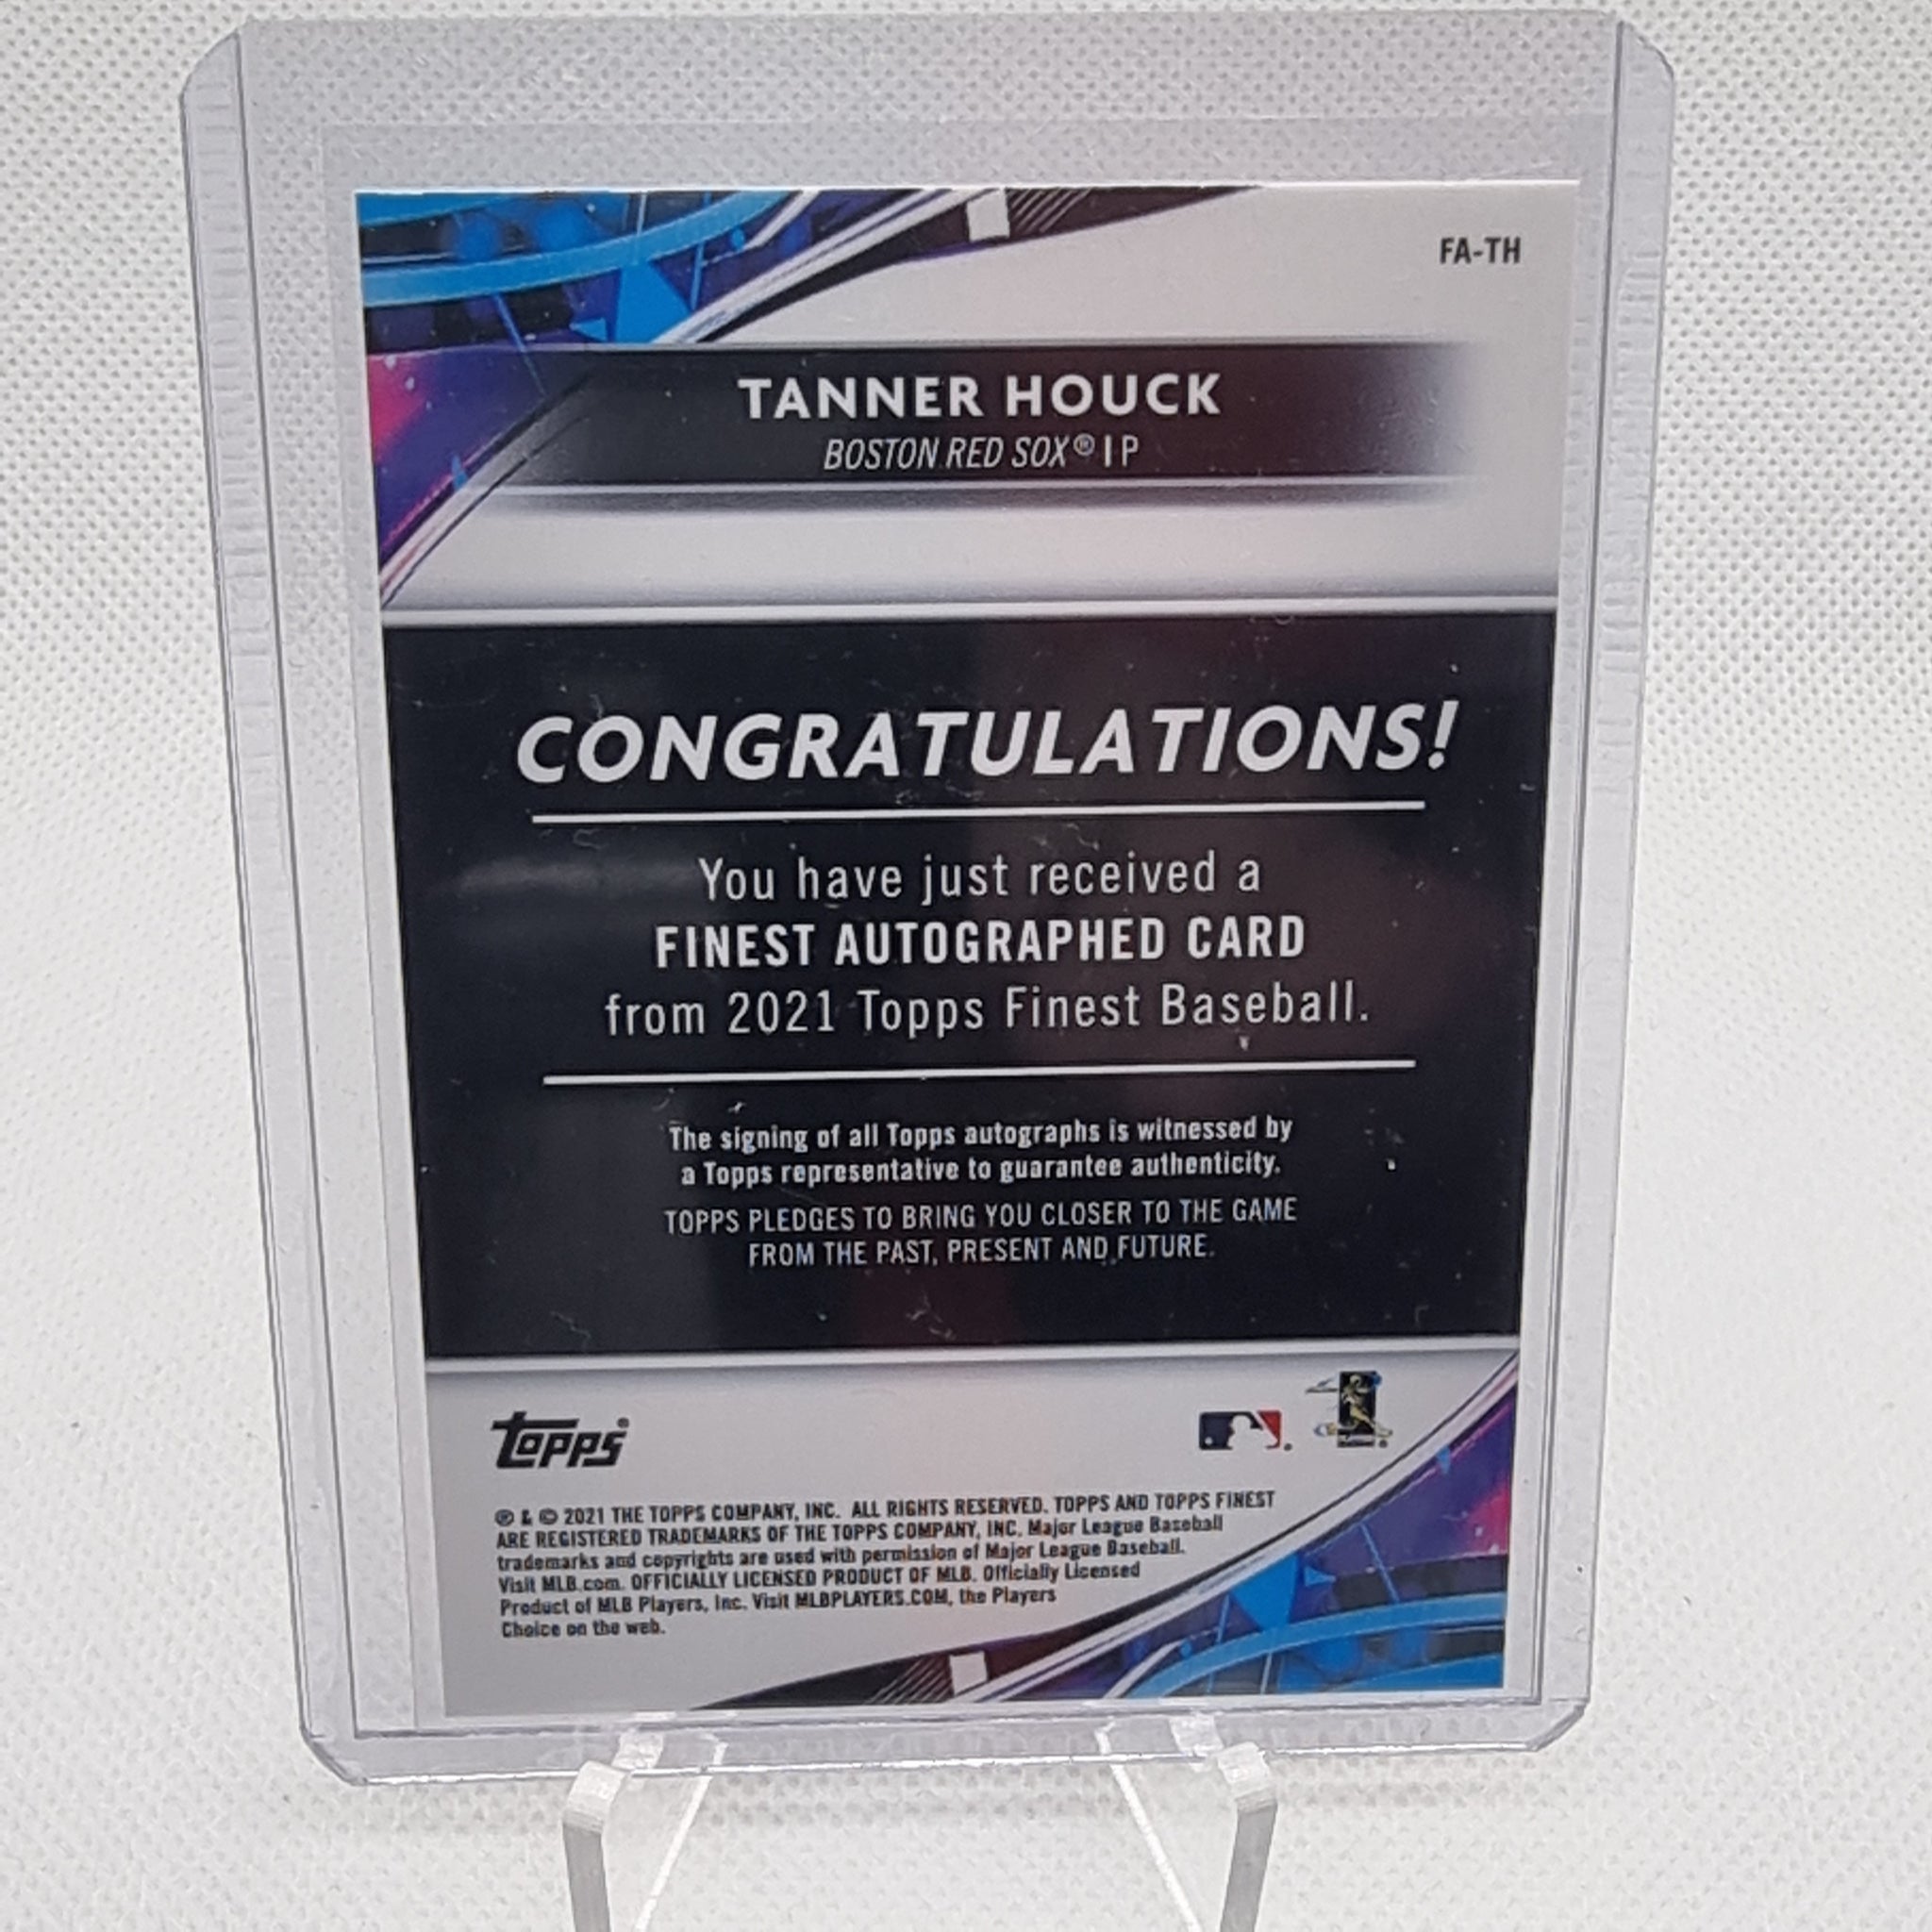 FA-TH
TANNER HOUCK
BOSTON RED SOX® | P
CONGRATULATIONS!
You have just received a
FINEST AUTOGRAPHED CARD
from 2021 Topps Finest Baseball.
The signing of all Topps autographs is witnessed by
a Topps representative to guarantee authenticity.
TOPPS PLEDGES TO BRING YOU CLOSER TO THE GAME
FROM THE PAST, PRESENT AND FUTURE.
topps®
® & © 2021 THE TOPPS COMPANY, INC. ALL RIGHTS RESERVED. TOPPS AND TOPPS FINEST
ARE REGISTERED TRADEMARKS OF THE TOPPS COMPANY, INC. Major League Baseball
trademarks and copyrights are used with permission of Major League Baseball.
Visit MLB.com. OFFICIALLY LICENSED PRODUCT OF MLB. Officially Licensed
Product of MLB Players, Inc. Visit MLBPLAYERS.COM, the Players
Choice on the web.